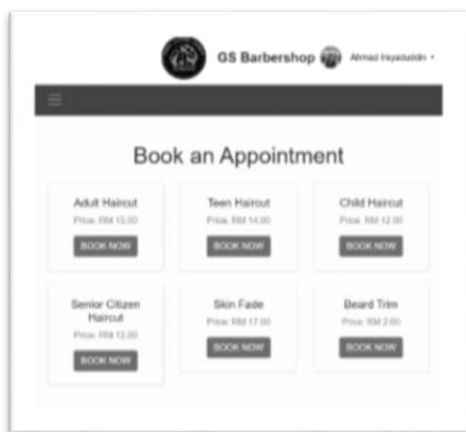 GS Barbershop
Book an Appointment
Adult Haircut
Price: RM 15.00
BOOK NOW
Teen Haircut
Price: RM 14.00
BOOK NOW
Child Haircut
Price: RM 12.00
BOOK NOW
Senior Citizen
Haircut
Price: RM 12.00
BOOK NOW
Skin Fade
Price: RM 17.00
BOOK NOW
Beard Trim
Price: RM 2.00
BOOK NOW